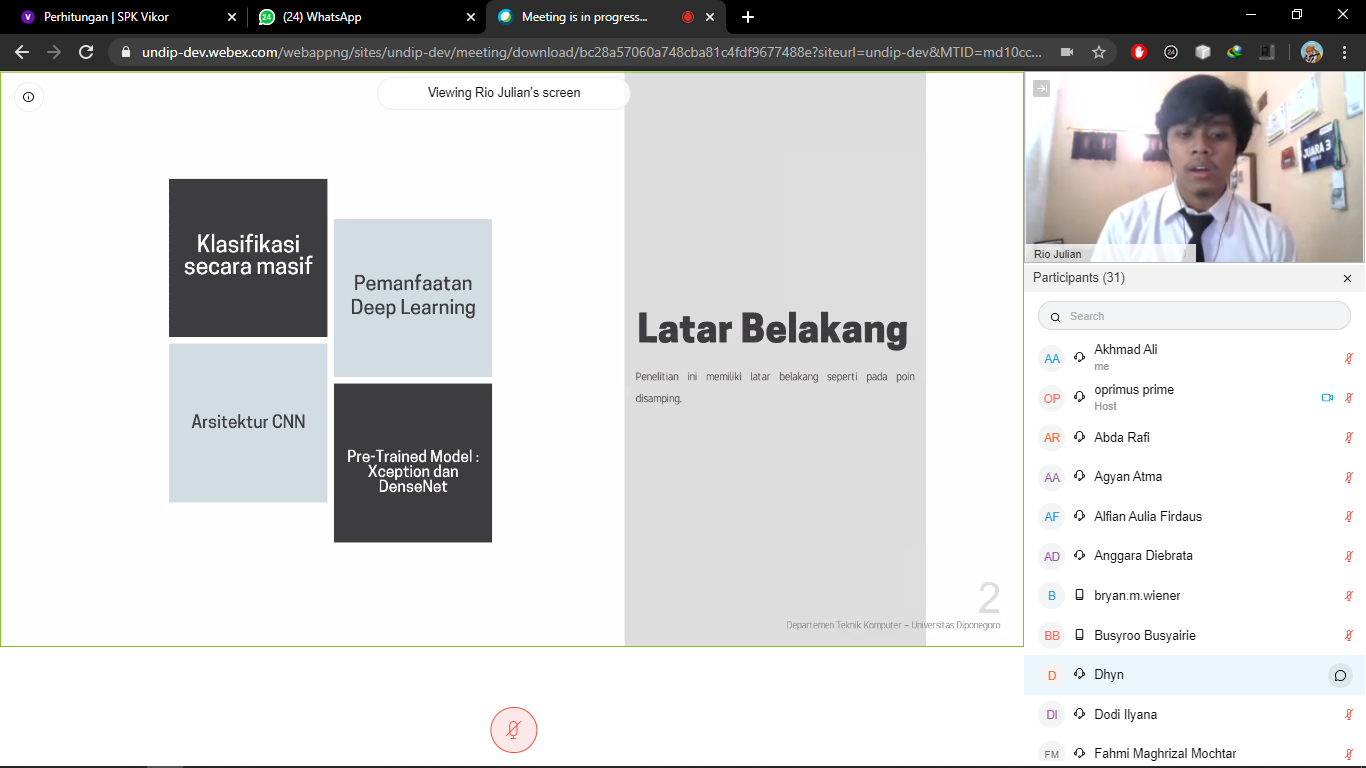 Perhitungan | SPK Vikor
(24) WhatsApp
Meeting is in progress...
undip-dev.webex.com/webappng/sites/undip-dev/meeting/download/bc28a57060a748cba81c4fdf9677488e?siteurl=undip-dev&MTID=md10cc...
Viewing Rio Julian's screen
Klasifikasi
secara masif
Pemanfaatan
Deep Learning
Arsitektur CNN
Pre-Trained Model :
Xception dan
DenseNet
Latar Belakang
Penelitian ini memiliki latar belakang seperti pada poin
disamping.
2
Departemen Teknik Komputer – Universitas Diponegoro
JUARA 3
Rio Julian
Participants (31)
Search
AA Akhmad Ali
me
OP oprimus prime
Host
AR Abda Rafi
AA Agyan Atma
AF Alfian Aulia Firdaus
AD Anggara Diebrata
B bryan.m.wiener
BB Busyroo Busyairie
D Dhyn
DI Dodi Ilyana
FM Fahmi Maghrizal Mochtar